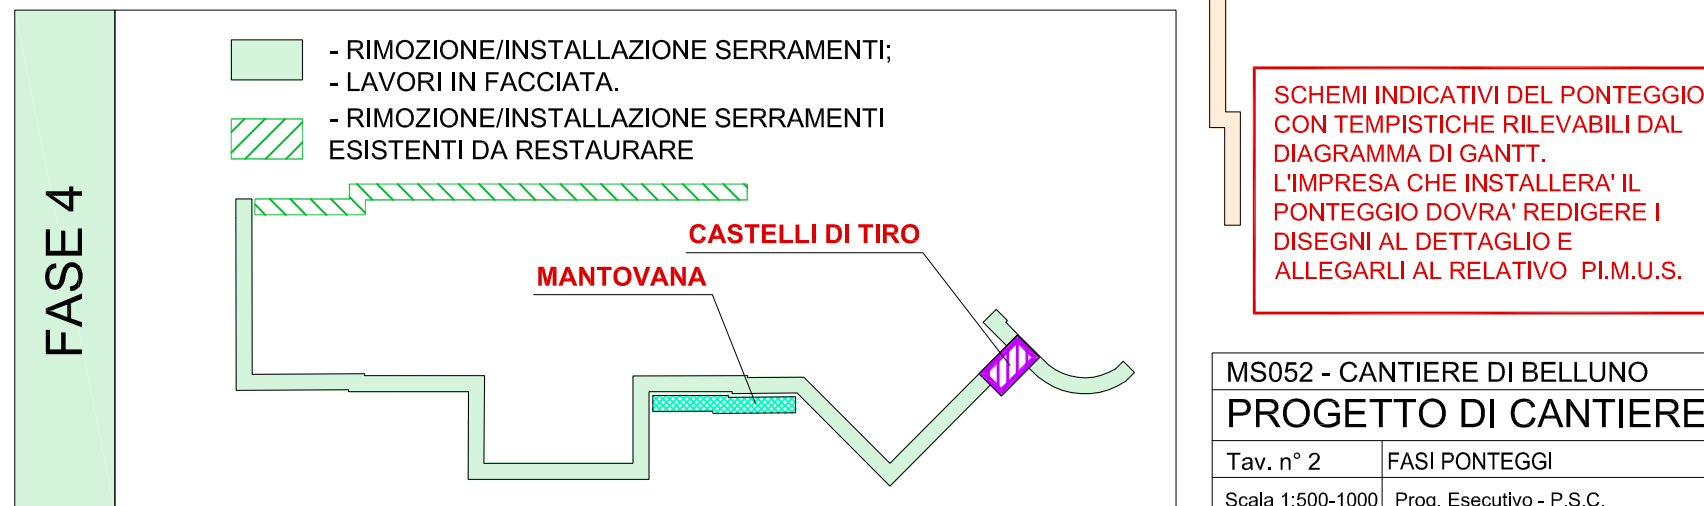 FASE 4
- RIMOZIONE/INSTALLAZIONE SERRAMENTI;
- LAVORI IN FACCIATA.
- RIMOZIONE/INSTALLAZIONE SERRAMENTI
ESISTENTI DA RESTAURARE
CASTELLI DI TIRO
MANTOVANA
SCHEMI INDICATIVI DEL PONTEGGIO
CON TEMPISTICHE RILEVABILI DAL
DIAGRAMMA DI GANTT.
L'IMPRESA CHE INSTALLERA' IL
PONTEGGIO DOVRA' REDIGERE I
DISEGNI AL DETTAGLIO E
ALLEGARLI AL RELATIVO PI.M.U.S.
MS052 - CANTIERE DI BELLUNO
PROGETTO DI CANTIERE
Tav. n° 2
FASI PONTEGGI
Scala 1:500-1000
Prog. Esecutivo - P.S.C.